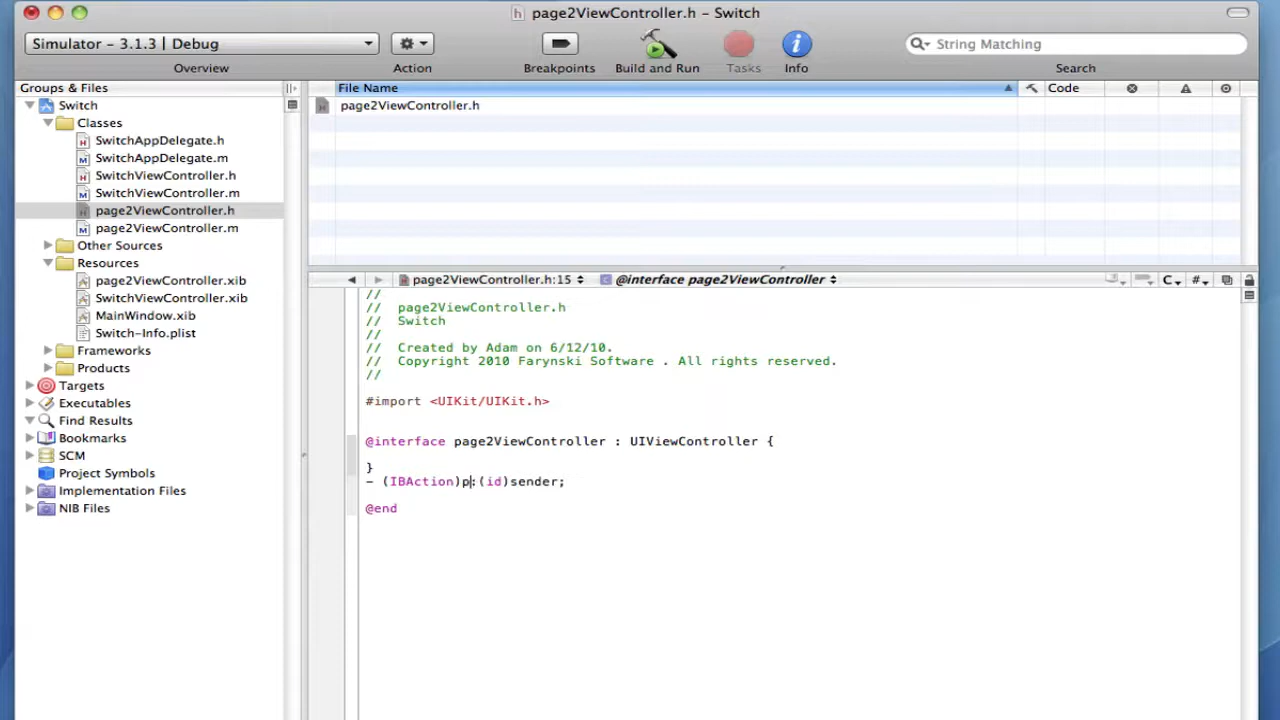 page2ViewController.h – Switch
Simulator – 3.1.3 | Debug
String Matching
Overview
Action
Breakpoints
Build and Run
Tasks
Info
Search
Groups & Files
File Name
Code
Switch
page2ViewController.h
Classes
SwitchAppDelegate.h
SwitchAppDelegate.m
SwitchViewController.h
SwitchViewController.m
page2ViewController.h
page2ViewController.m
Other Sources
Resources
page2ViewController.xib
SwitchViewController.xib
MainWindow.xib
Switch-Info.plist
Frameworks
Products
Targets
Executables
Find Results
Bookmarks
SCM
Project Symbols
Implementation Files
NIB Files
page2ViewController.h:15
C
@interface page2ViewController
C
#
//
// page2ViewController.h
// Switch
//
// Created by Adam on 6/12/10.
// Copyright 2010 Farynski Software . All rights reserved.
//
#import <UIKit/UIKit.h>
@interface page2ViewController : UIViewController {
}
- (IBAction)p:(id)sender;
@end